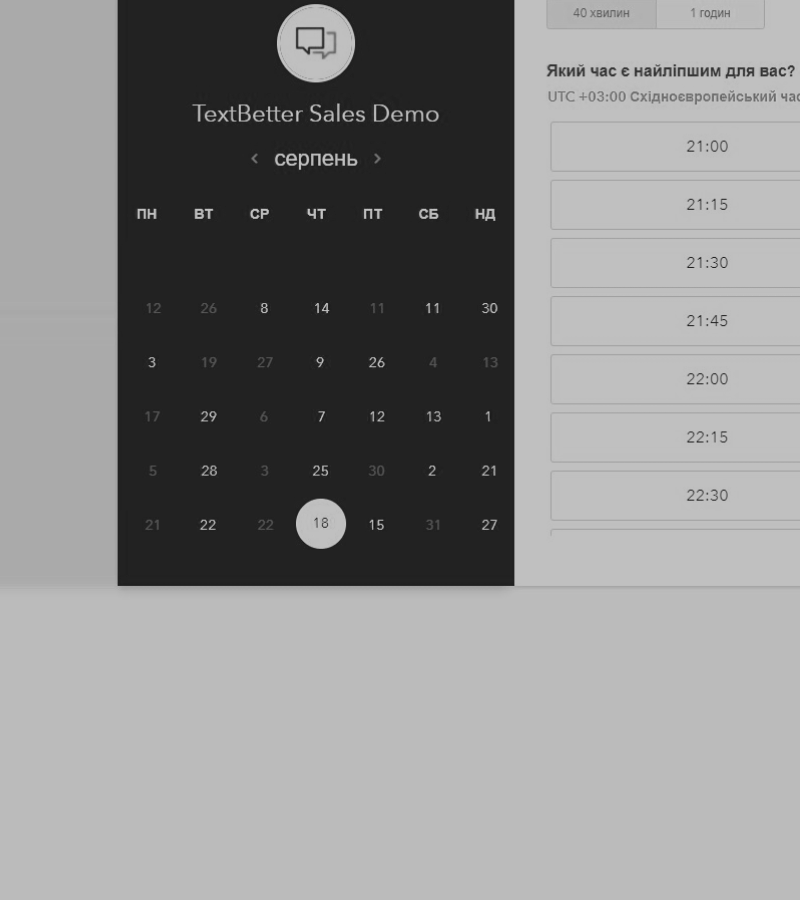 TextBetter Sales Demo
серпень
ПН ВТ СР ЧТ ПТ СБ НД
12 26 8 14 11 11 30
3 19 27 9 26 4 13
17 29 6 7 12 13 1
5 28 3 25 30 2 21
21 22 22 18 15 31 27
40 хвилин 1 годин
Який час є найліпшим для вас?
UTC +03:00 Східноєвропейський час
21:00
21:15
21:30
21:45
22:00
22:15
22:30